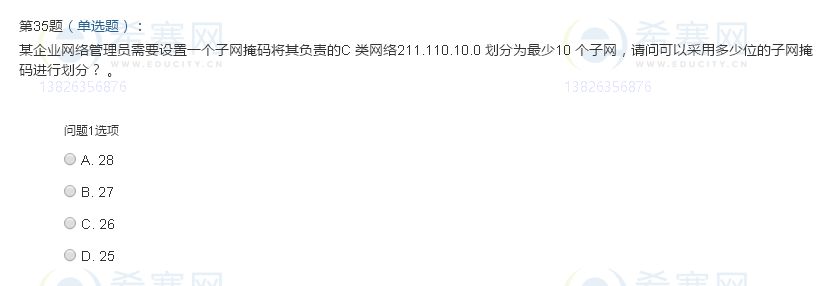 第35题（单选题）：
某企业网络管理员需要设置一个子网掩码将其负责的C 类网络211.110.10.0 划分为最少10 个子网，请问可以采用多少位的子网掩
码进行划分？ 。
希赛网 希赛网
WWW.EDUCITY.CN WWW.EDUCITY.CN
13826356876 13826356876
问题1选项
A. 28
B. 27
C. 26
D. 25
希赛网 希赛网